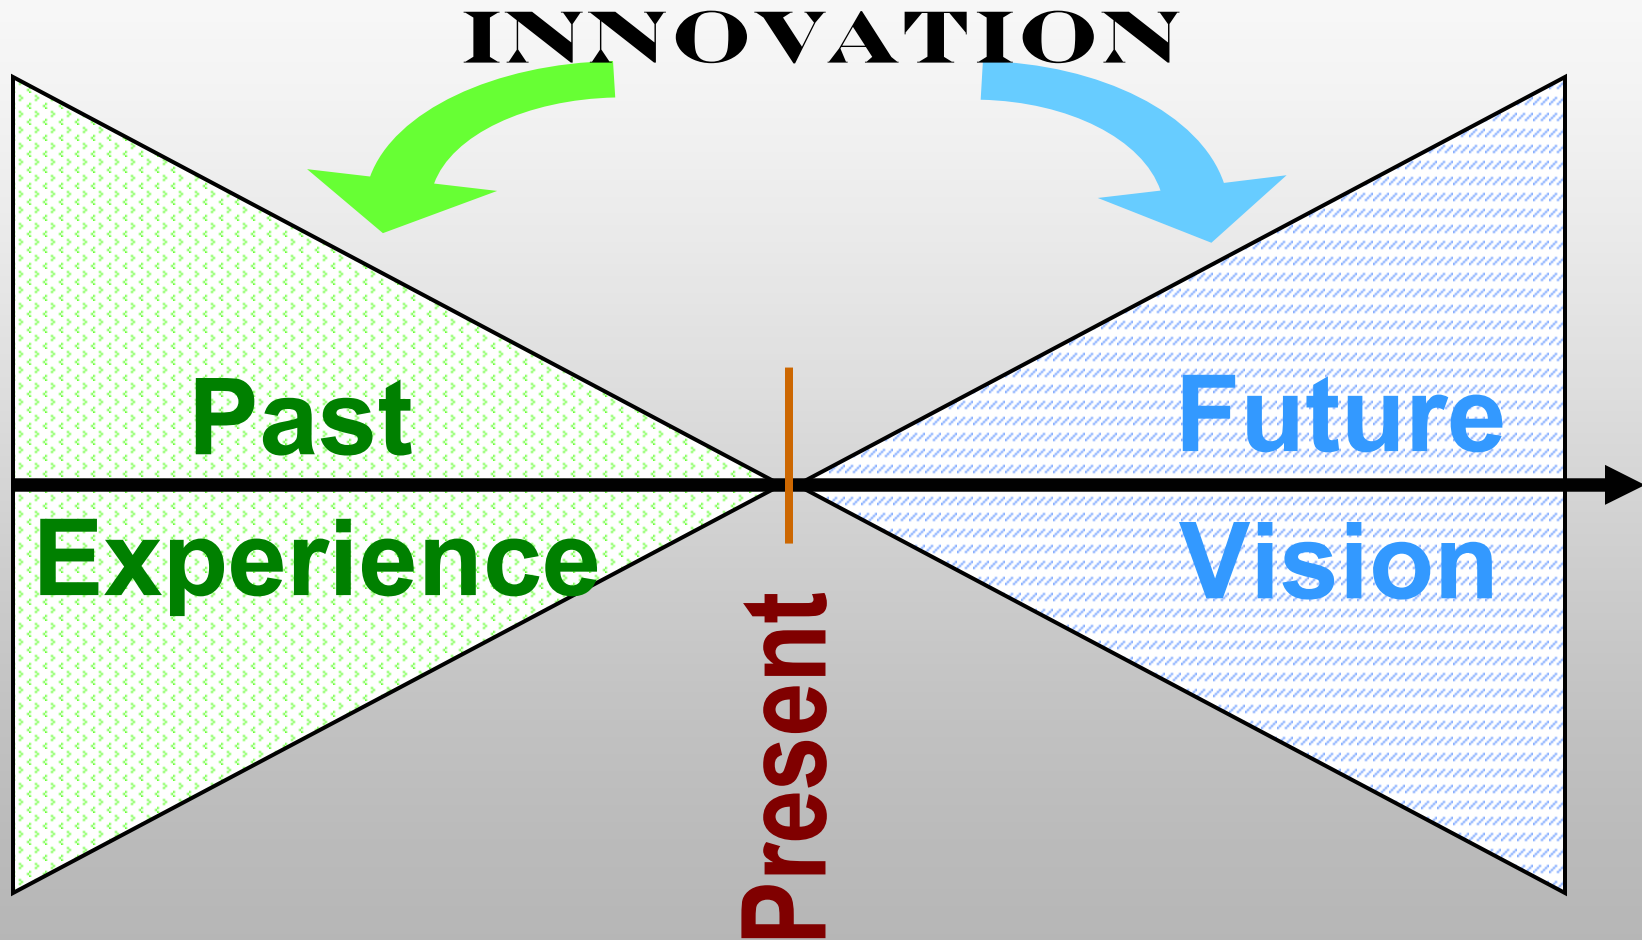 INNOVATION
Past
Experience
Present
Future
Vision